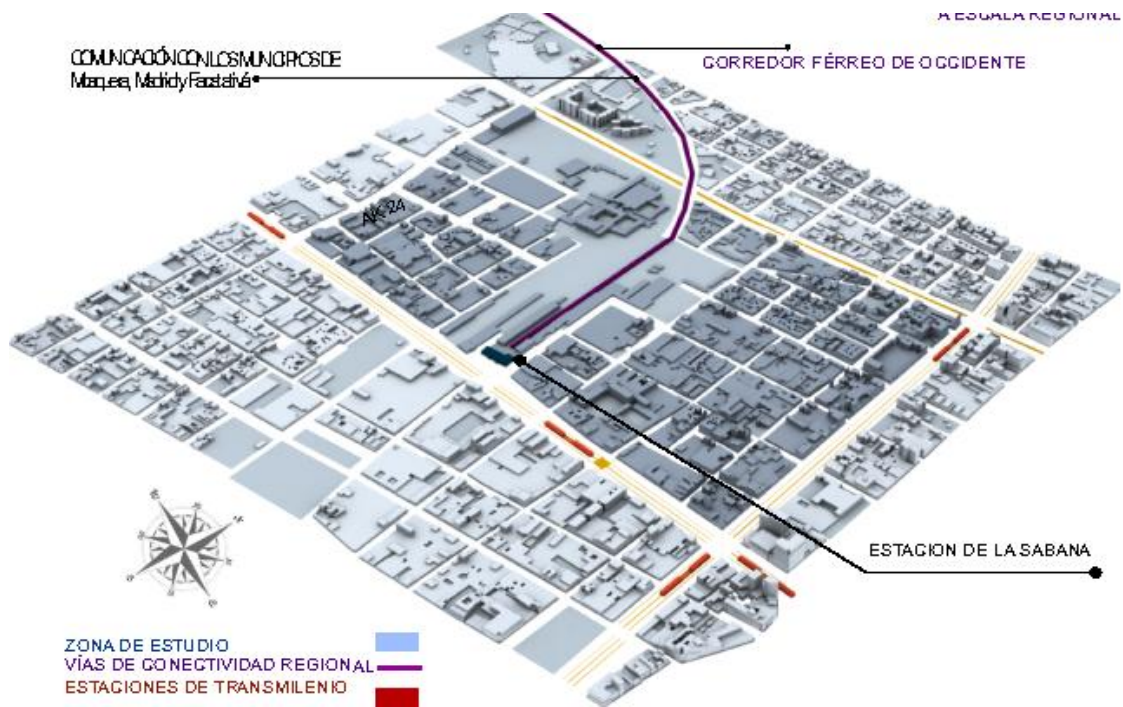 A ESCALA REGIONAL
COMUNICACIÓN CON LOS MUNICIPIOS DE
Mosquera, Madrid y Facatativá
CORREDOR FÉRREO DE OCCIDENTE
AK 24
ESTACION DE LA SABANA
ZONA DE ESTUDIO
VÍAS DE CONECTIVIDAD REGIONAL
ESTACIONES DE TRANSMILENIO